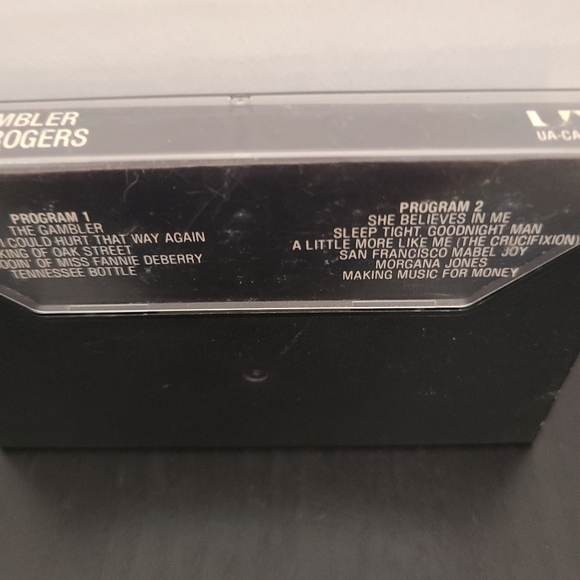 MBLER
ROGERS
UA-CA
PROGRAM 1
THE GAMBLER
I COULD HURT THAT WAY AGAIN
KING OF OAK STREET
OOIN' OF MISS FANNIE DEBERRY
TENNESSEE BOTTLE
PROGRAM 2
SHE BELIEVES IN ME
SLEEP TIGHT, GOODNIGHT MAN
A LITTLE MORE LIKE ME (THE CRUCIFIXION)
SAN FRANCISCO MABEL JOY
MORGANA JONES
MAKING MUSIC FOR MONEY